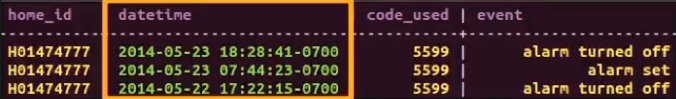 home_id | datetime | code_used | event
H01474777 | 2014-05-23 18:28:41-0700 | 5599 | alarm turned off
H01474777 | 2014-05-23 07:44:23-0700 | 5599 | alarm set
H01474777 | 2014-05-22 17:22:15-0700 | 5599 | alarm turned off